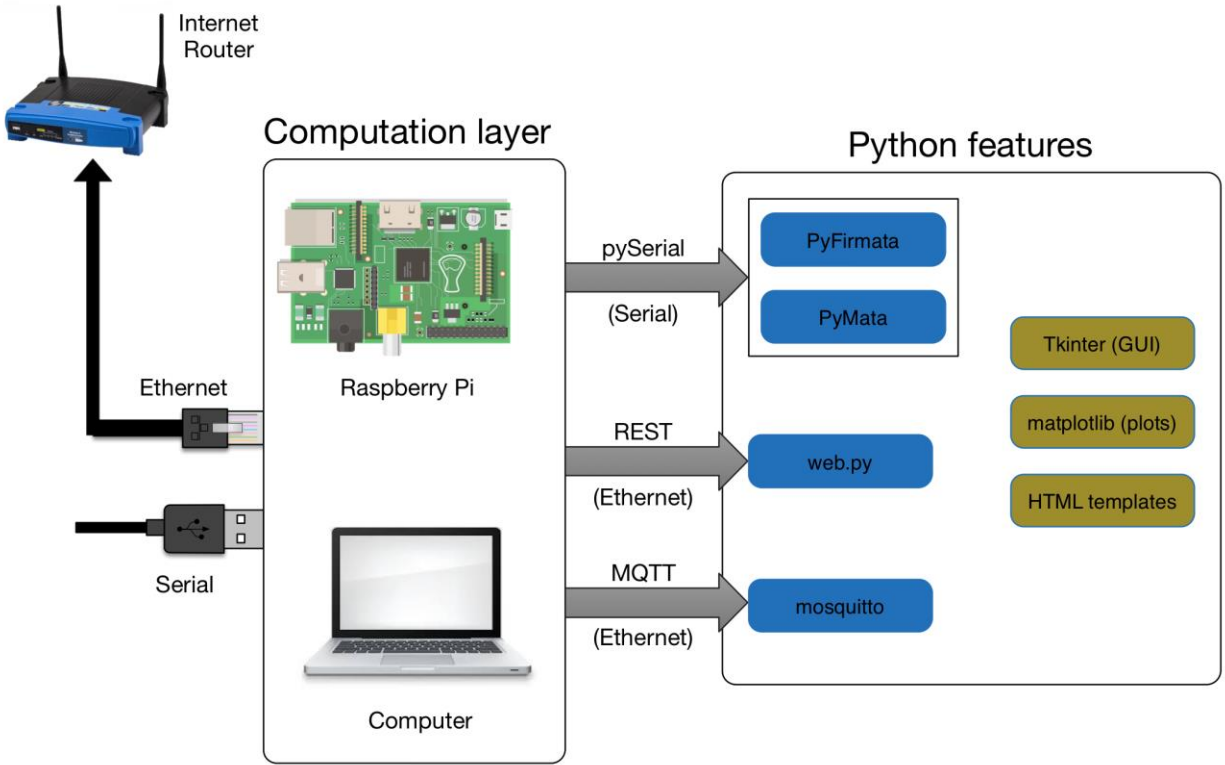 Internet
Router
Computation layer
Python features
pySerial
(Serial)
PyFirmata
PyMata
Tkinter (GUI)
matplotlib (plots)
HTML templates
Ethernet
Raspberry Pi
REST
(Ethernet)
web.py
Serial
MQTT
(Ethernet)
mosquitto
Computer